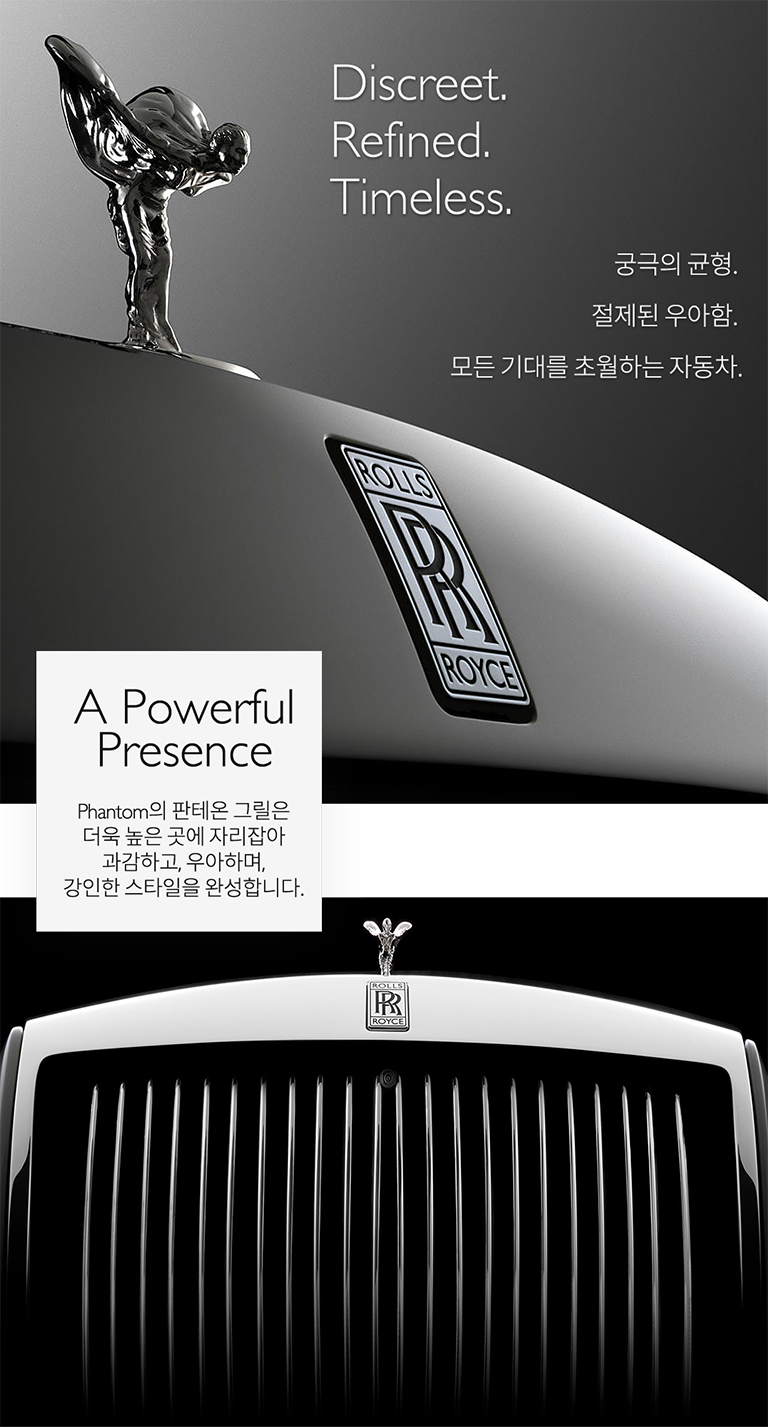 Discreet.
Refined.
Timeless.
궁극의 균형.
절제된 우아함.
모든 기대를 초월하는 자동차.
ROLLS
RR
ROYCE
A Powerful
Presence
Phantom의 판테온 그릴은
더욱 높은 곳에 자리잡아
과감하고, 우아하며,
강인한 스타일을 완성합니다.
ROLLS
RR
ROYCE